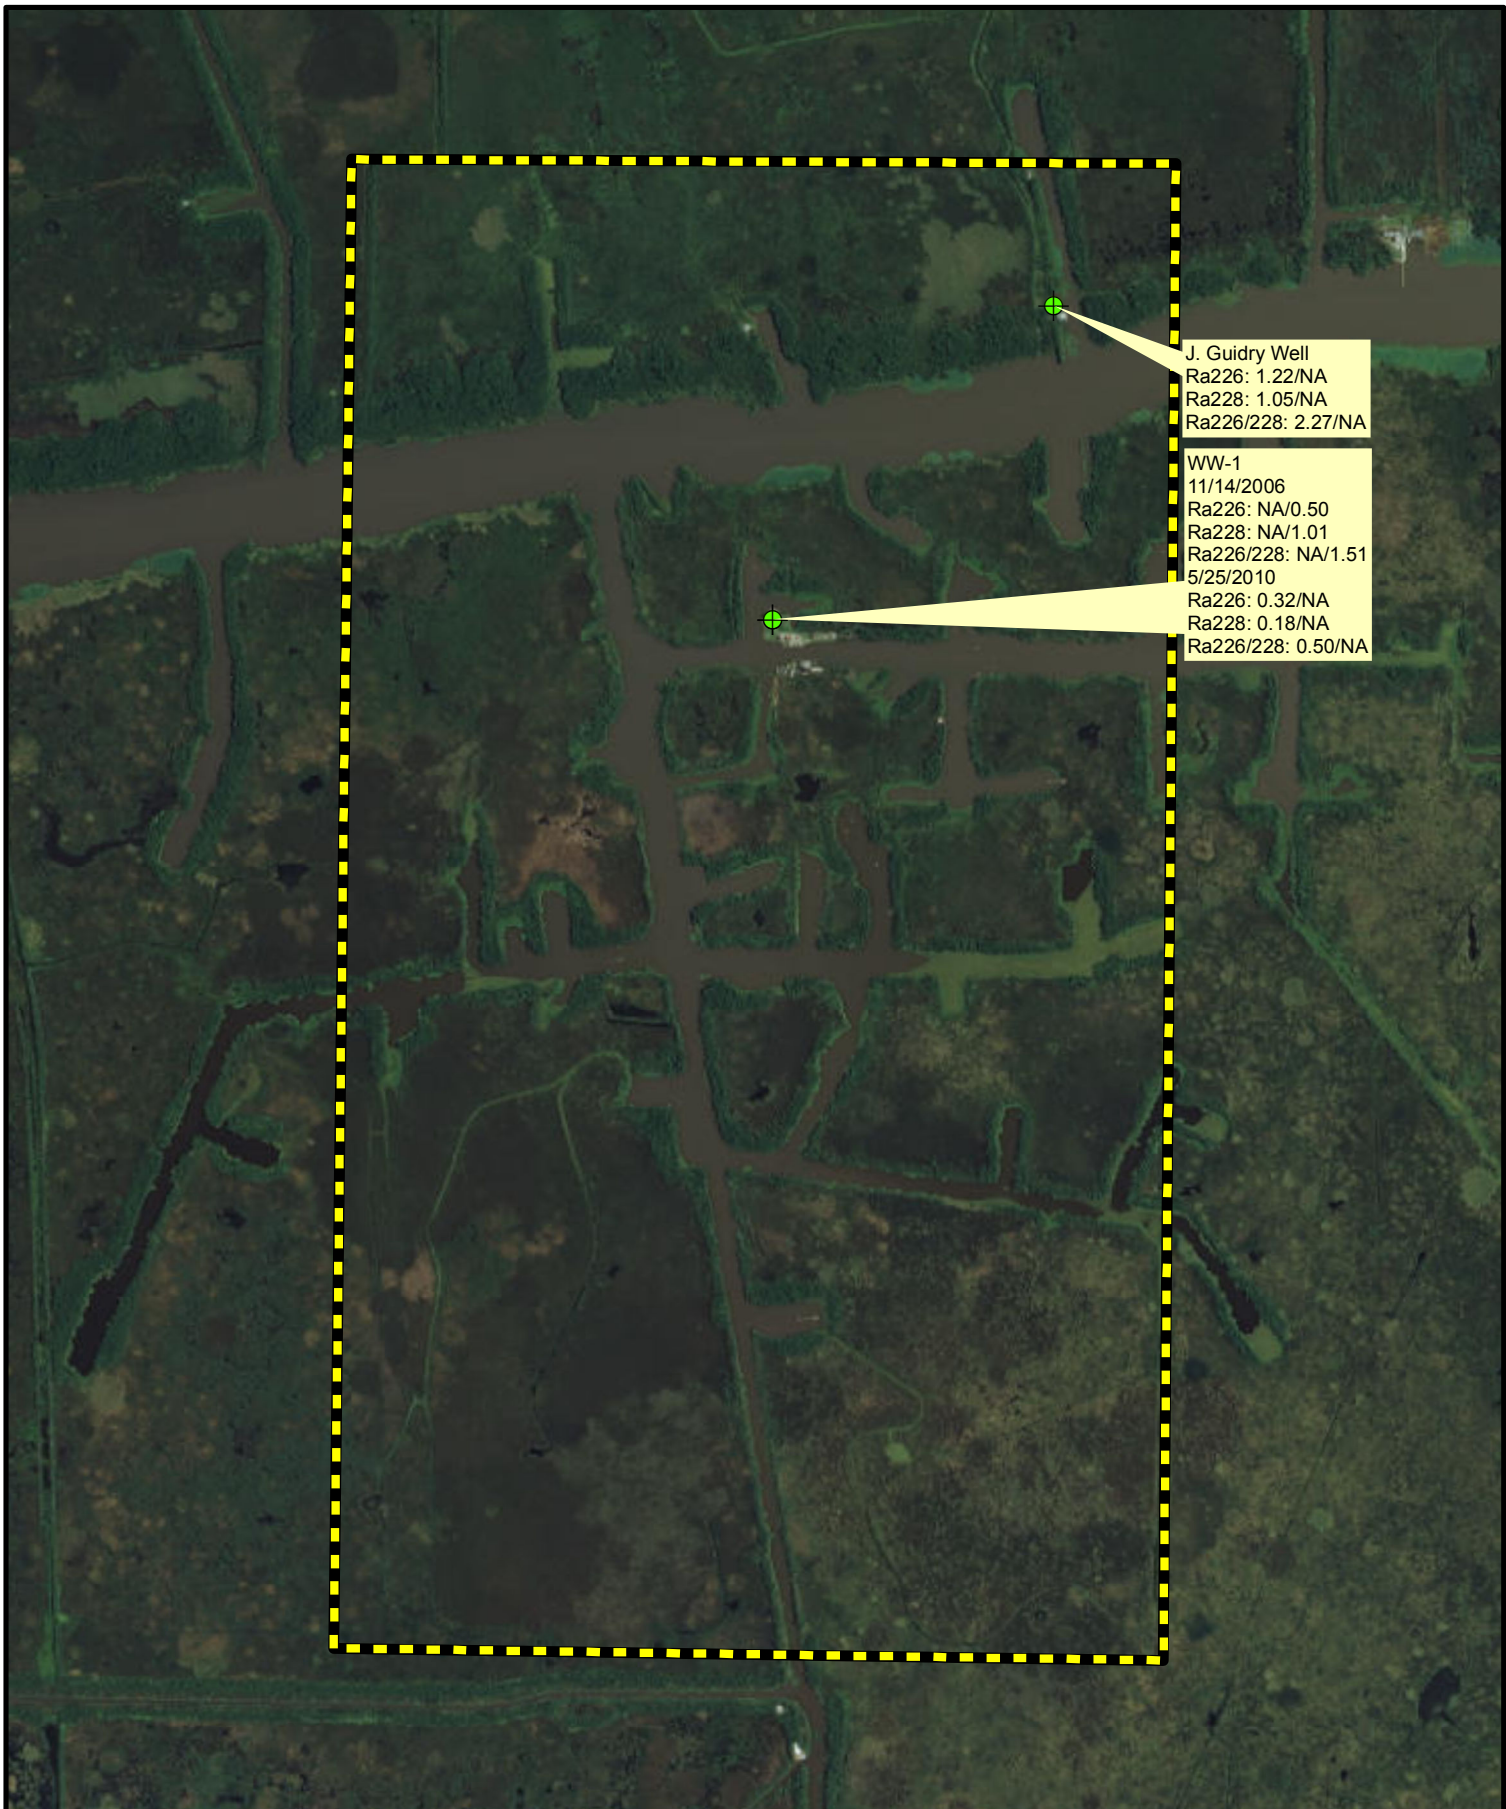 J. Guidry Well
Ra226: 1.22/NA
Ra228: 1.05/NA
Ra226/228: 2.27/NA
WW-1
11/14/2006
Ra226: NA/0.50
Ra228: NA/1.01
Ra226/228: NA/1.51
5/25/2010
Ra226: 0.32/NA
Ra228: 0.18/NA
Ra226/228: 0.50/NA